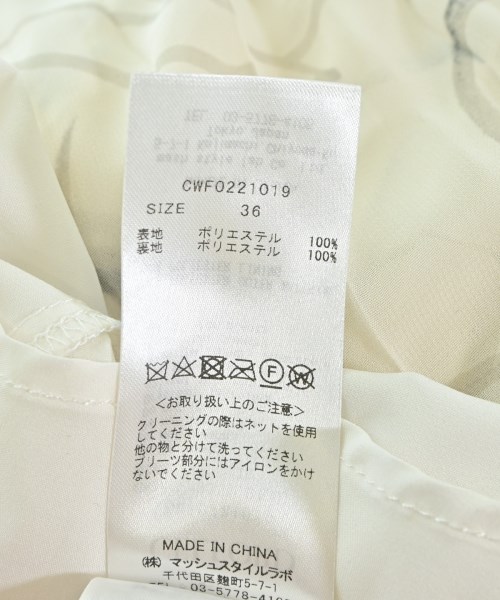 CWF0221019
SIZE 36
表地 ポリエステル 100%
裏地 ポリエステル 100%
<お取り扱い上のご注意>
クリーニングの際はネットを使用
してください
他の物と分けて洗ってください
プリーツ部分にはアイロンをかけ
ないでください
MADE IN CHINA
(株) マッシュスタイルラボ
千代田区麹町5-7-1
TEL 03-5778-41